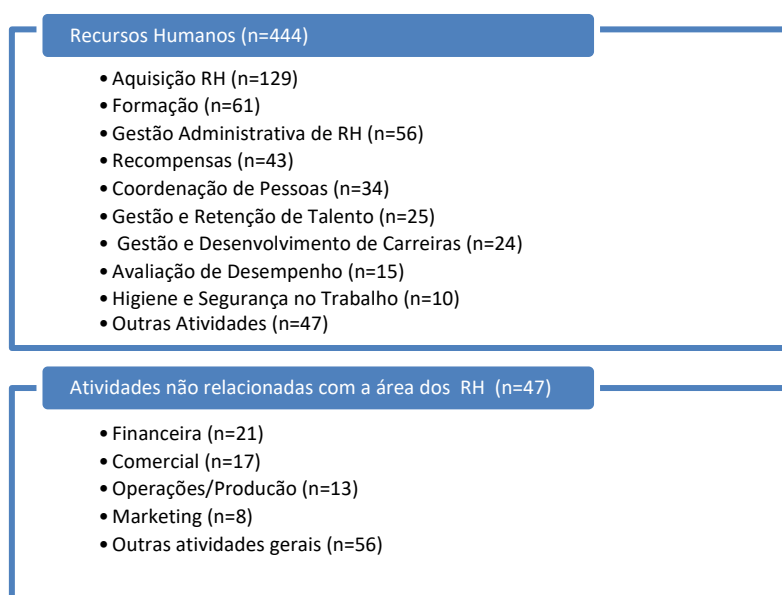 Recursos Humanos (n=444)
• Aquisição RH (n=129)
• Formação (n=61)
• Gestão Administrativa de RH (n=56)
• Recompensas (n=43)
• Coordenação de Pessoas (n=34)
• Gestão e Retenção de Talento (n=25)
• Gestão e Desenvolvimento de Carreiras (n=24)
• Avaliação de Desempenho (n=15)
• Higiene e Segurança no Trabalho (n=10)
• Outras Atividades (n=47)
Atividades não relacionadas com a área dos RH (n=47)
• Financeira (n=21)
• Comercial (n=17)
• Operações/Producão (n=13)
• Marketing (n=8)
• Outras atividades gerais (n=56)